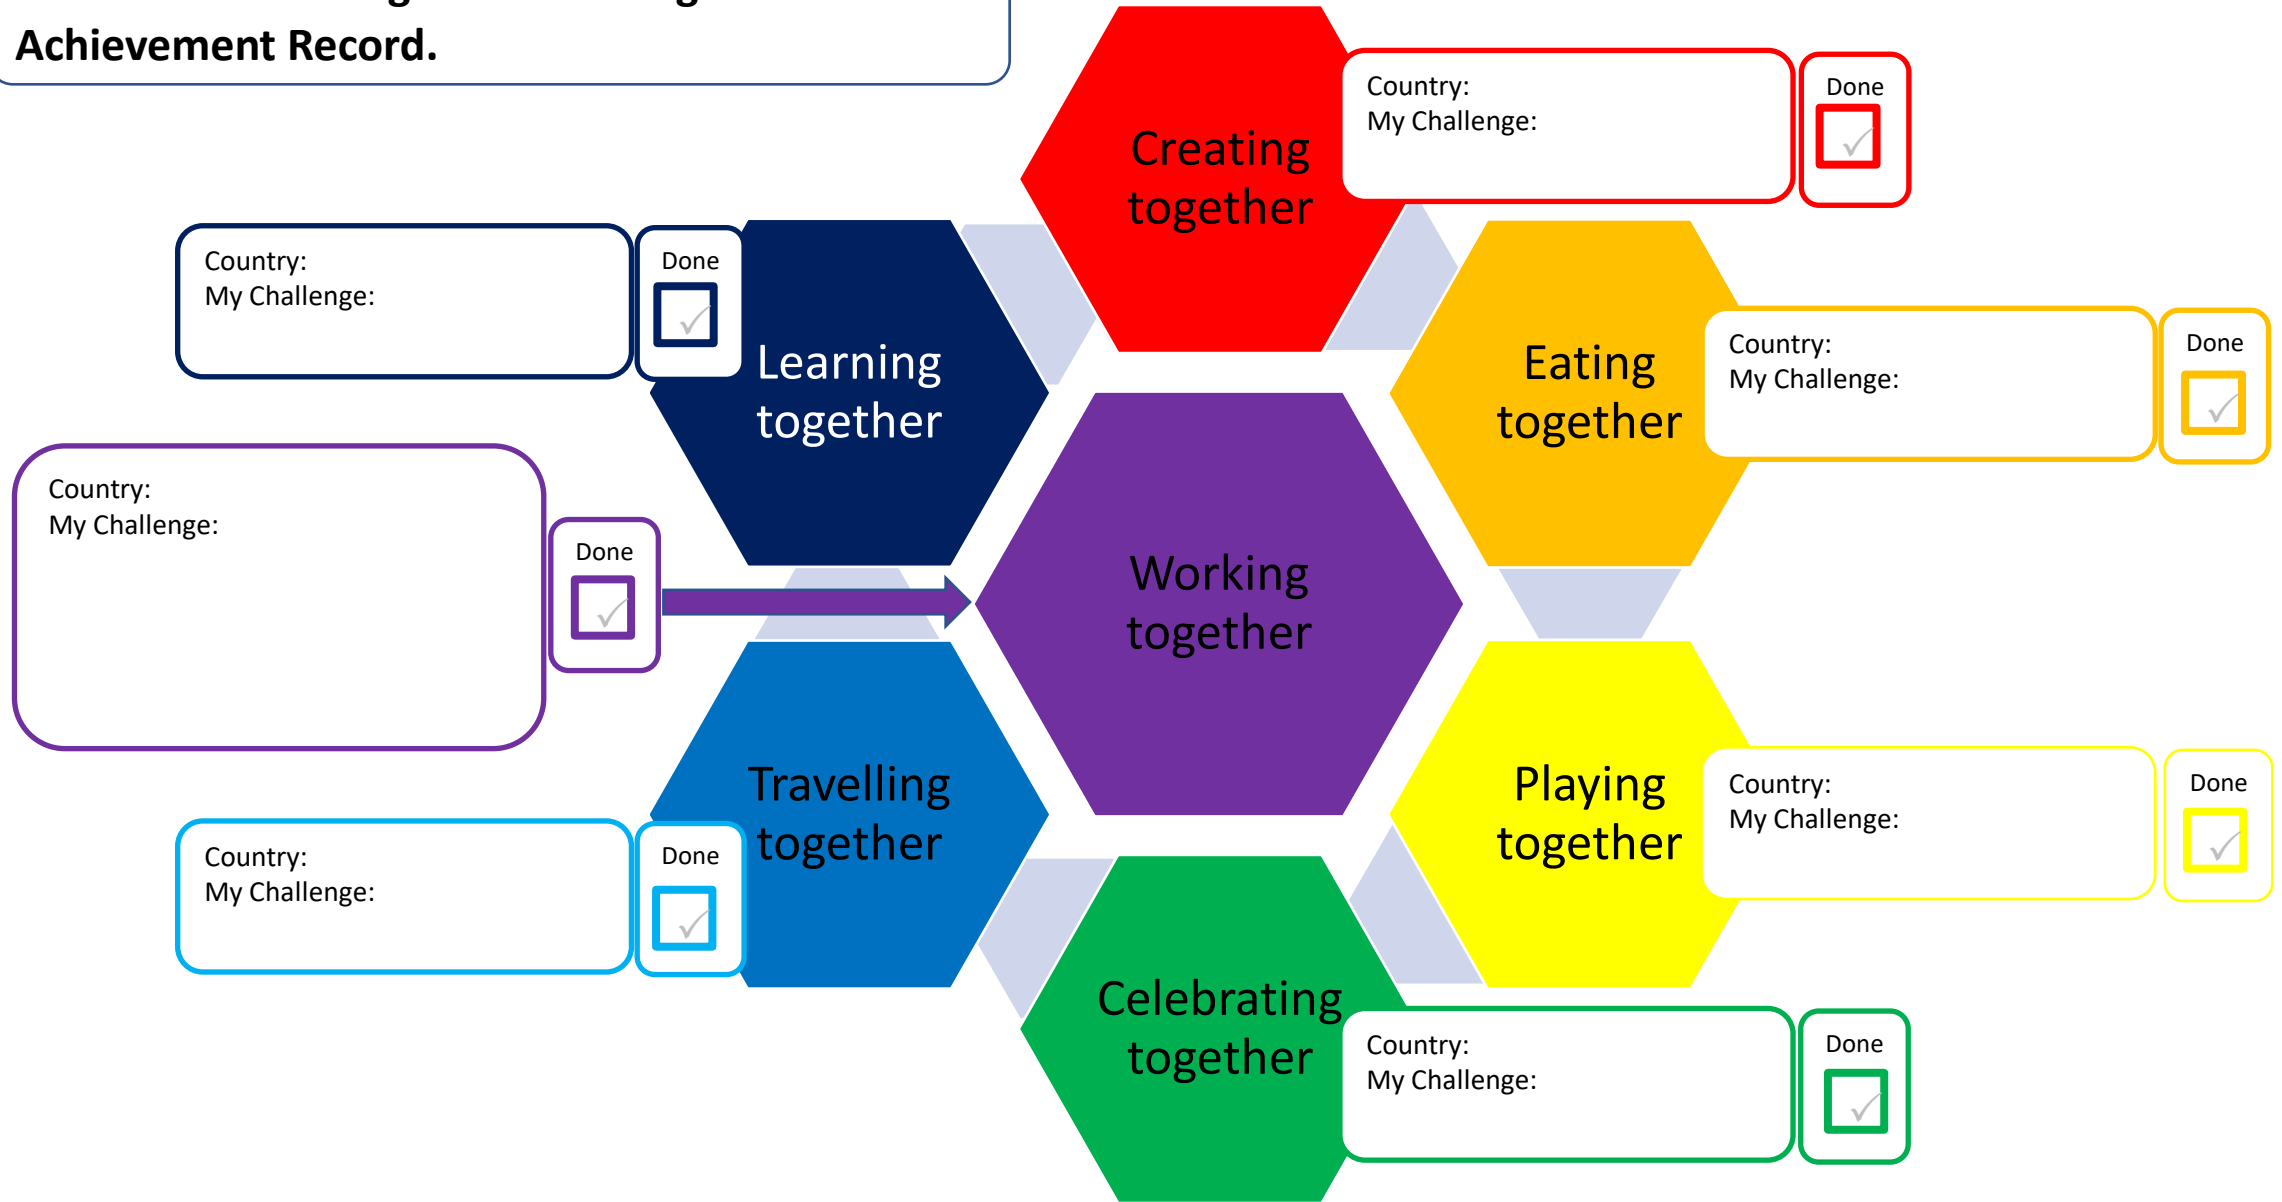 Achievement Record.
Creating
together
Country:
My Challenge:
Done
Country:
My Challenge:
Done
Learning
together
Eating
together
Country:
My Challenge:
Done
Country:
My Challenge:
Done
Working
together
Travelling
together
Country:
My Challenge:
Done
Playing
together
Country:
My Challenge:
Done
Celebrating
together
Country:
My Challenge:
Done